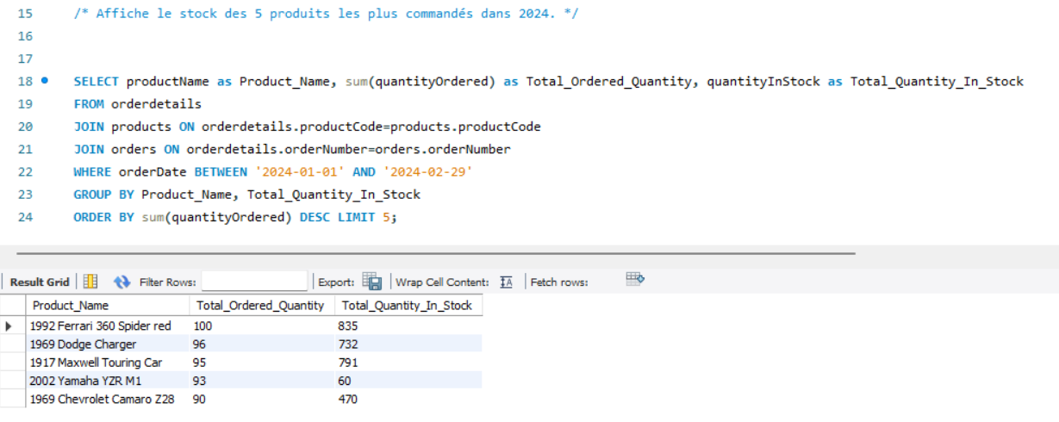 15 /* Affiche le stock des 5 produits les plus commandés dans 2024. */
16
17
18 SELECT productName as Product_Name, sum(quantityOrdered) as Total_Ordered_Quantity, quantityInStock as Total_Quantity_In_Stock
19 FROM orderdetails
20 JOIN products ON orderdetails.productCode=products.productCode
21 JOIN orders ON orderdetails.orderNumber=orders.orderNumber
22 WHERE orderDate BETWEEN '2024-01-01' AND '2024-02-29'
23 GROUP BY Product_Name, Total_Quantity_In_Stock
24 ORDER BY sum(quantityOrdered) DESC LIMIT 5;
Result Grid Filter Rows: Export: Wrap Cell Content: Fetch rows:
Product_Name Total_Ordered_Quantity Total_Quantity_In_Stock
1992 Ferrari 360 Spider red 100 835
1969 Dodge Charger 96 732
1917 Maxwell Touring Car 95 791
2002 Yamaha YZR M1 93 60
1969 Chevrolet Camaro Z28 90 470